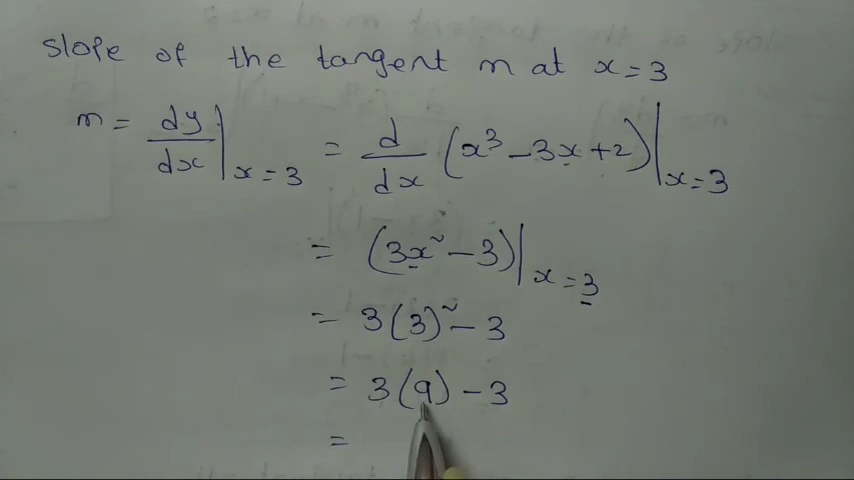 slope of the tangent m at x = 3
m = dy/dx |x=3 = d/dx (x³ - 3x + 2)|x=3
= (3x² - 3)|x=3
= 3(3)² - 3
= 3(9) - 3
=